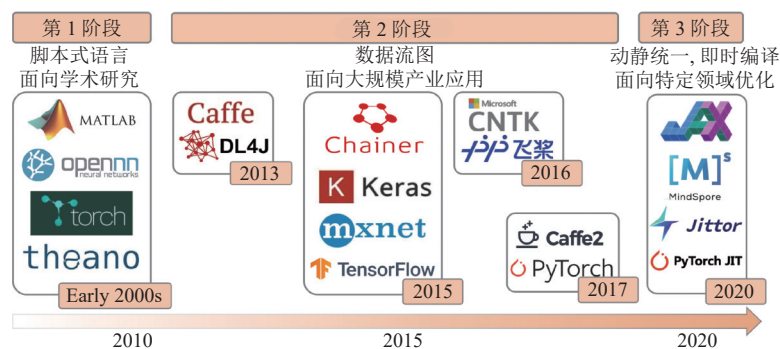 第 1 阶段
脚本式语言
面向学术研究
MATLAB
opennn
neural networks
torch
theano
Early 2000s
第 2 阶段
数据流图
面向大规模产业应用
Caffe
DL4J
2013
Chainer
K Keras
mxnet
TensorFlow
2015
Microsoft
CNTK
飞桨
2016
Caffe2
PyTorch
2017
第 3 阶段
动静统一, 即时编译
面向特定领域优化
JAX
[M]s
MindSpore
Jittor
PyTorch JIT
2020
2010
2015
2020